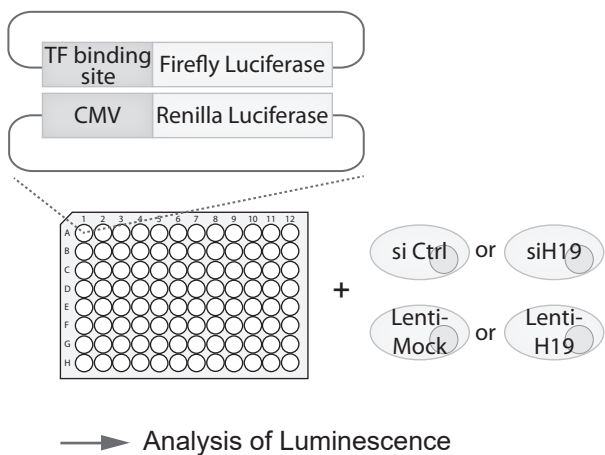 TF binding
site
Firefly Luciferase
CMV
Renilla Luciferase
1 2 3 4 5 6 7 8 9 10 11 12
A
B
C
D
E
F
G
H
+
si Ctrl or siH19
Lenti-
Mock
or
Lenti-
H19
Analysis of Luminescence